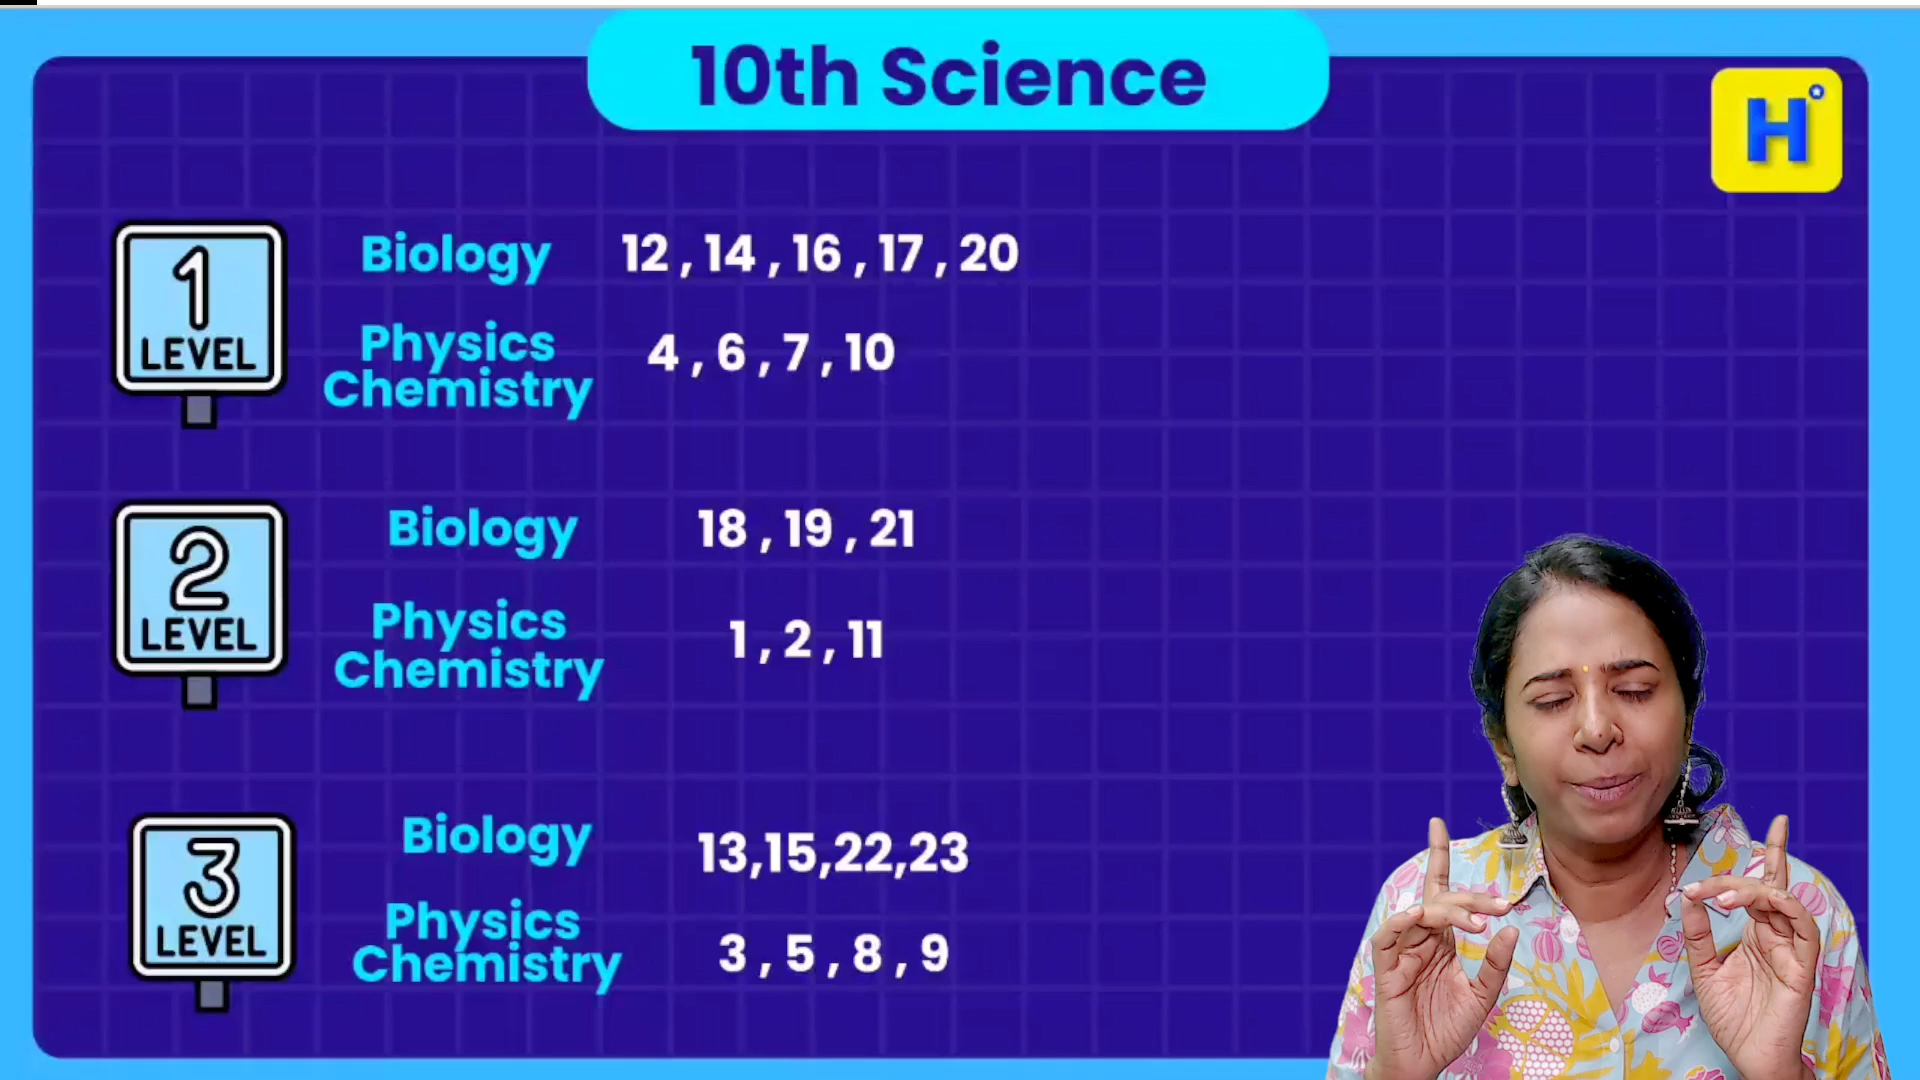 10th Science
H
1
LEVEL
Biology 12 , 14 , 16 , 17 , 20
Physics
Chemistry 4 , 6 , 7 , 10
2
LEVEL
Biology 18 , 19 , 21
Physics
Chemistry 1 , 2 , 11
3
LEVEL
Biology 13,15,22,23
Physics
Chemistry 3 , 5 , 8 , 9